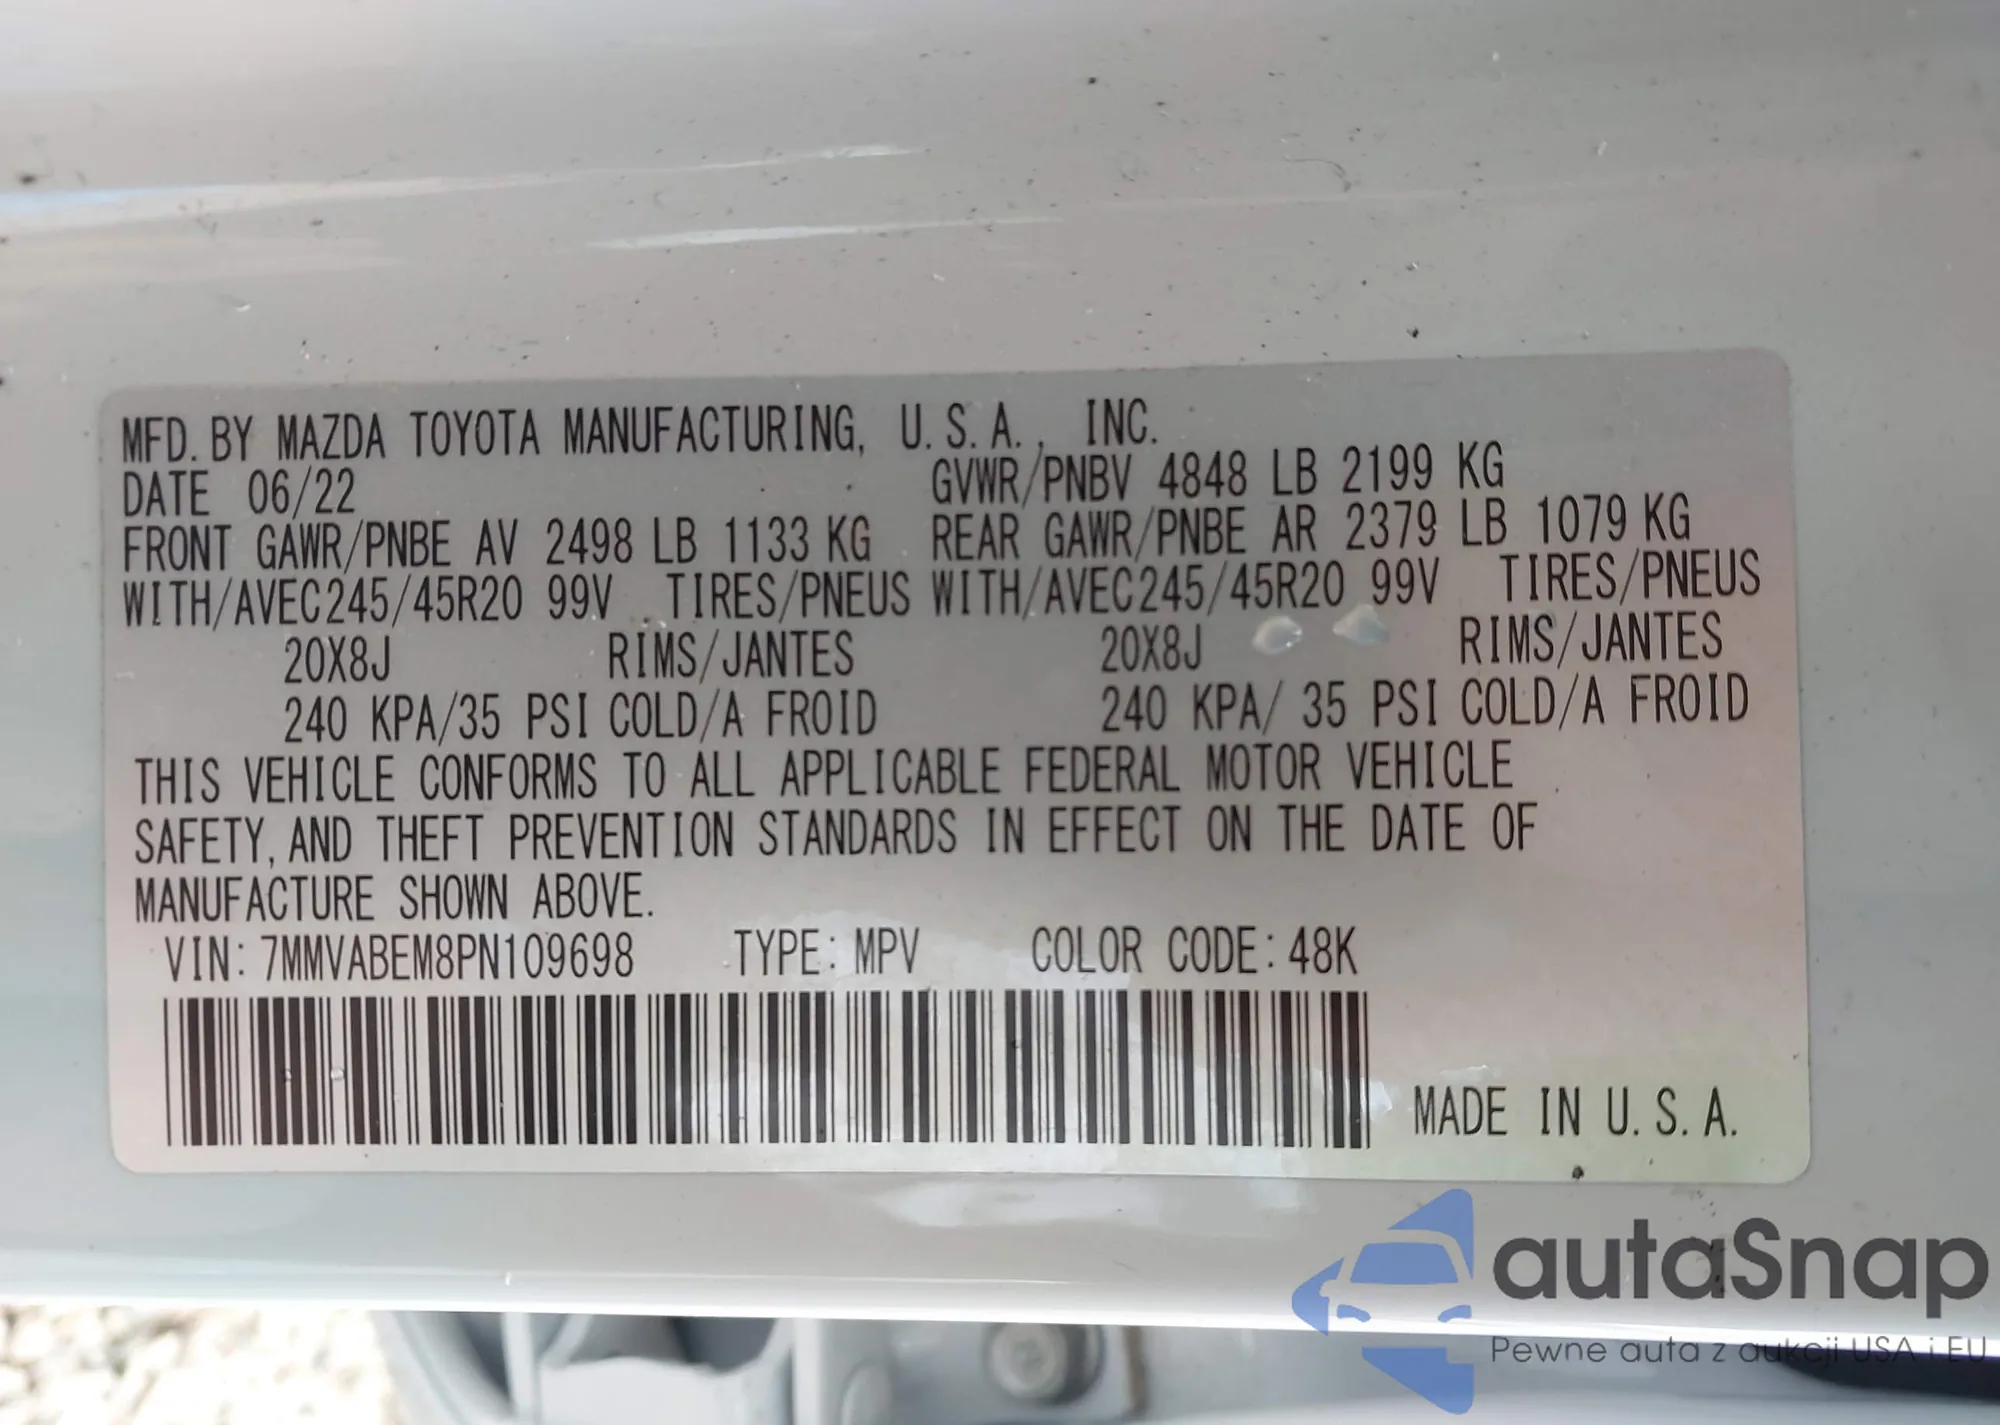 MFD. BY MAZDA TOYOTA MANUFACTURING, U.S.A., INC.
DATE 06/22 GVWR/PNBV 4848 LB 2199 KG
FRONT GAWR/PNBE AV 2498 LB 1133 KG REAR GAWR/PNBE AR 2379 LB 1079 KG
WITH/AVEC245/45R20 99V TIRES/PNEUS WITH/AVEC245/45R20 99V TIRES/PNEUS
20X8J RIMS/JANTES 20X8J RIMS/JANTES
240 KPA/35 PSI COLD/A FROID 240 KPA/ 35 PSI COLD/A FROID
THIS VEHICLE CONFORMS TO ALL APPLICABLE FEDERAL MOTOR VEHICLE
SAFETY, AND THEFT PREVENTION STANDARDS IN EFFECT ON THE DATE OF
MANUFACTURE SHOWN ABOVE.
VIN: 7MMVABEM8PN109698 TYPE: MPV COLOR CODE: 48K
MADE IN U.S.A.
autaSnap
Pewne auta z aukcji USA i EU